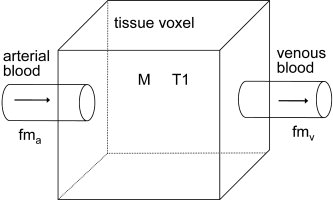 tissue voxel
arterial
blood
venous
blood
M T1
fmₐ
fmᵥ